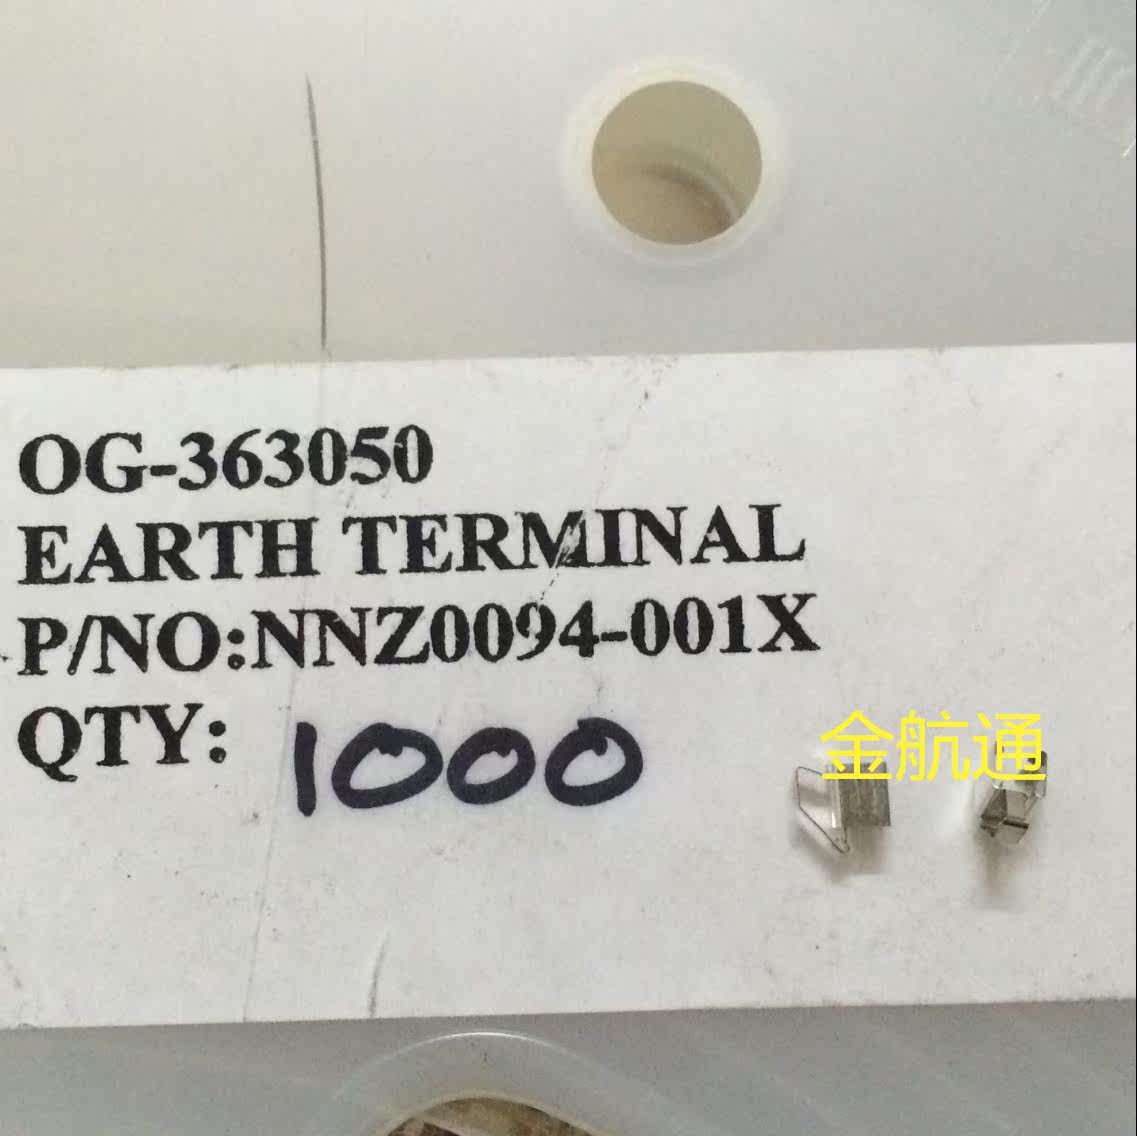 OG-363050
EARTH TERMINAL
P/NO:NNZ0094-001X
QTY: 1000
金航通